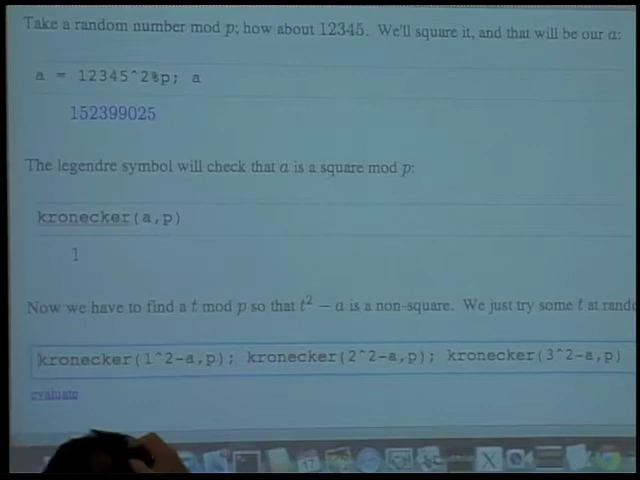 Take a random number mod p; how about 12345. We'll square it, and that will be our a:
a = 12345^2%p; a
152399025
The legendre symbol will check that a is a square mod p:
kronecker(a,p)
1
Now we have to find a t mod p so that t² − a is a non-square. We just try some t at rando
kronecker(1^2-a,p); kronecker(2^2-a,p); kronecker(3^2-a,p)
evaluate
17
X